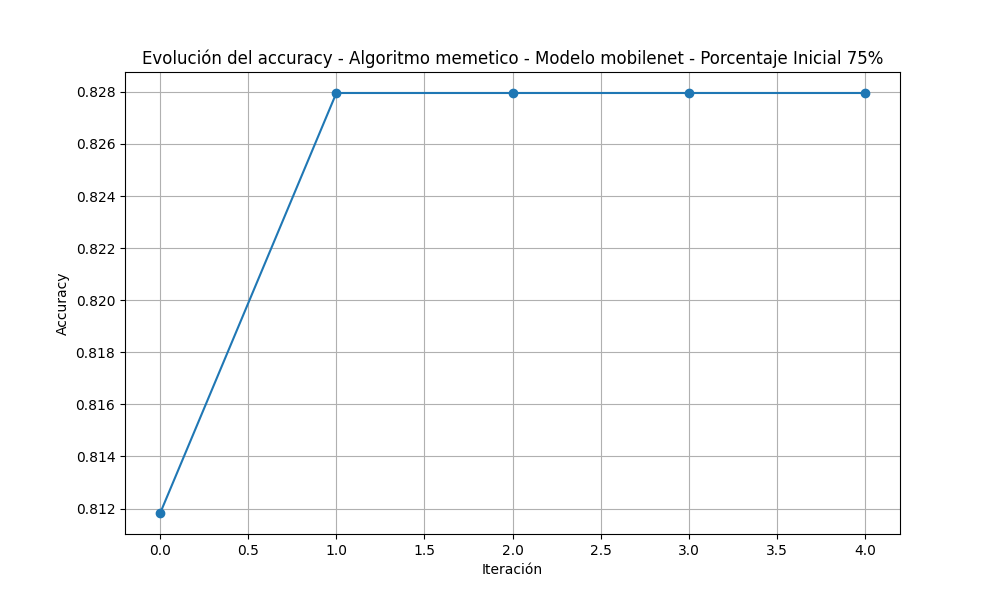 Evolución del accuracy - Algoritmo memetico - Modelo mobilenet - Porcentaje Inicial 75%
Accuracy
0.828
0.826
0.824
0.822
0.820
0.818
0.816
0.814
0.812
0.0 0.5 1.0 1.5 2.0 2.5 3.0 3.5 4.0
Iteración